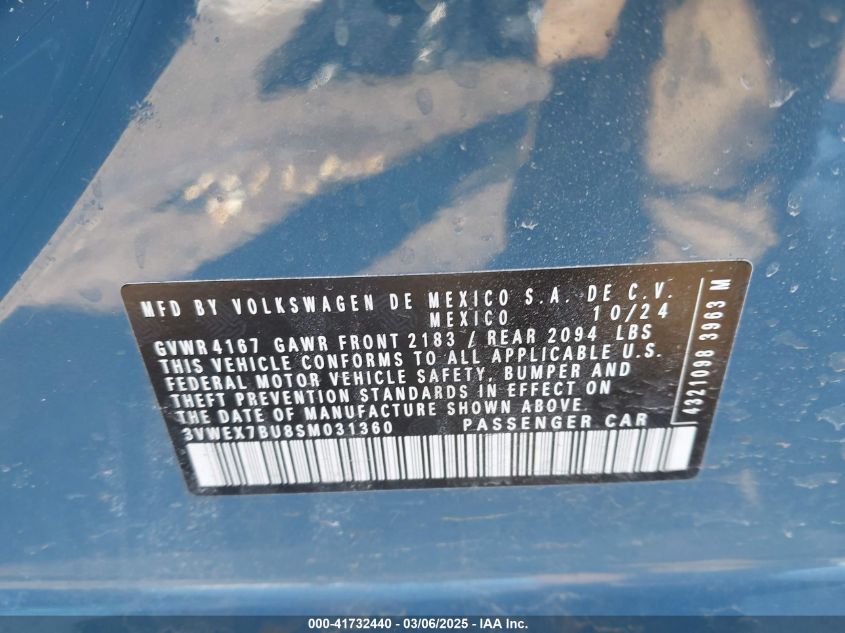 MFD BY VOLKSWAGEN DE MEXICO S.A. DE C.V.
MEXICO 10/24
GVWR 4167 GAWR FRONT 2183 / REAR 2094 LBS
THIS VEHICLE CONFORMS TO ALL APPLICABLE U.S.
FEDERAL MOTOR VEHICLE SAFETY, BUMPER AND
THEFT PREVENTION STANDARDS IN EFFECT ON
THE DATE OF MANUFACTURE SHOWN ABOVE.
3VWEX7BU8SM031360 PASSENGER CAR
4321098 3963 M
000-41732440 - 03/06/2025 - IAA Inc.